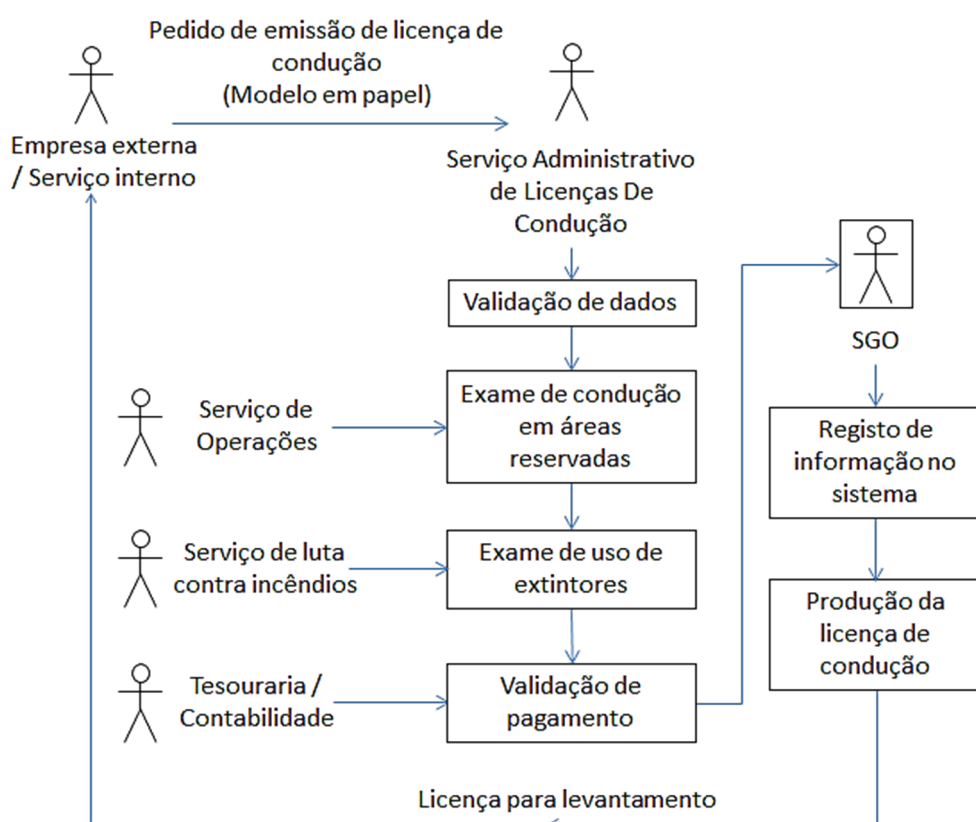 Pedido de emissão de licença de
condução
(Modelo em papel)
Empresa externa
/ Serviço interno
Serviço Administrativo
de Licenças De
Condução
Validação de dados
SGO
Serviço de
Operações
Exame de condução
em áreas
reservadas
Registo de
informação no
sistema
Serviço de luta
contra incêndios
Exame de uso de
extintores
Produção da
licença de
condução
Tesouraria /
Contabilidade
Validação de
pagamento
Licença para levantamento